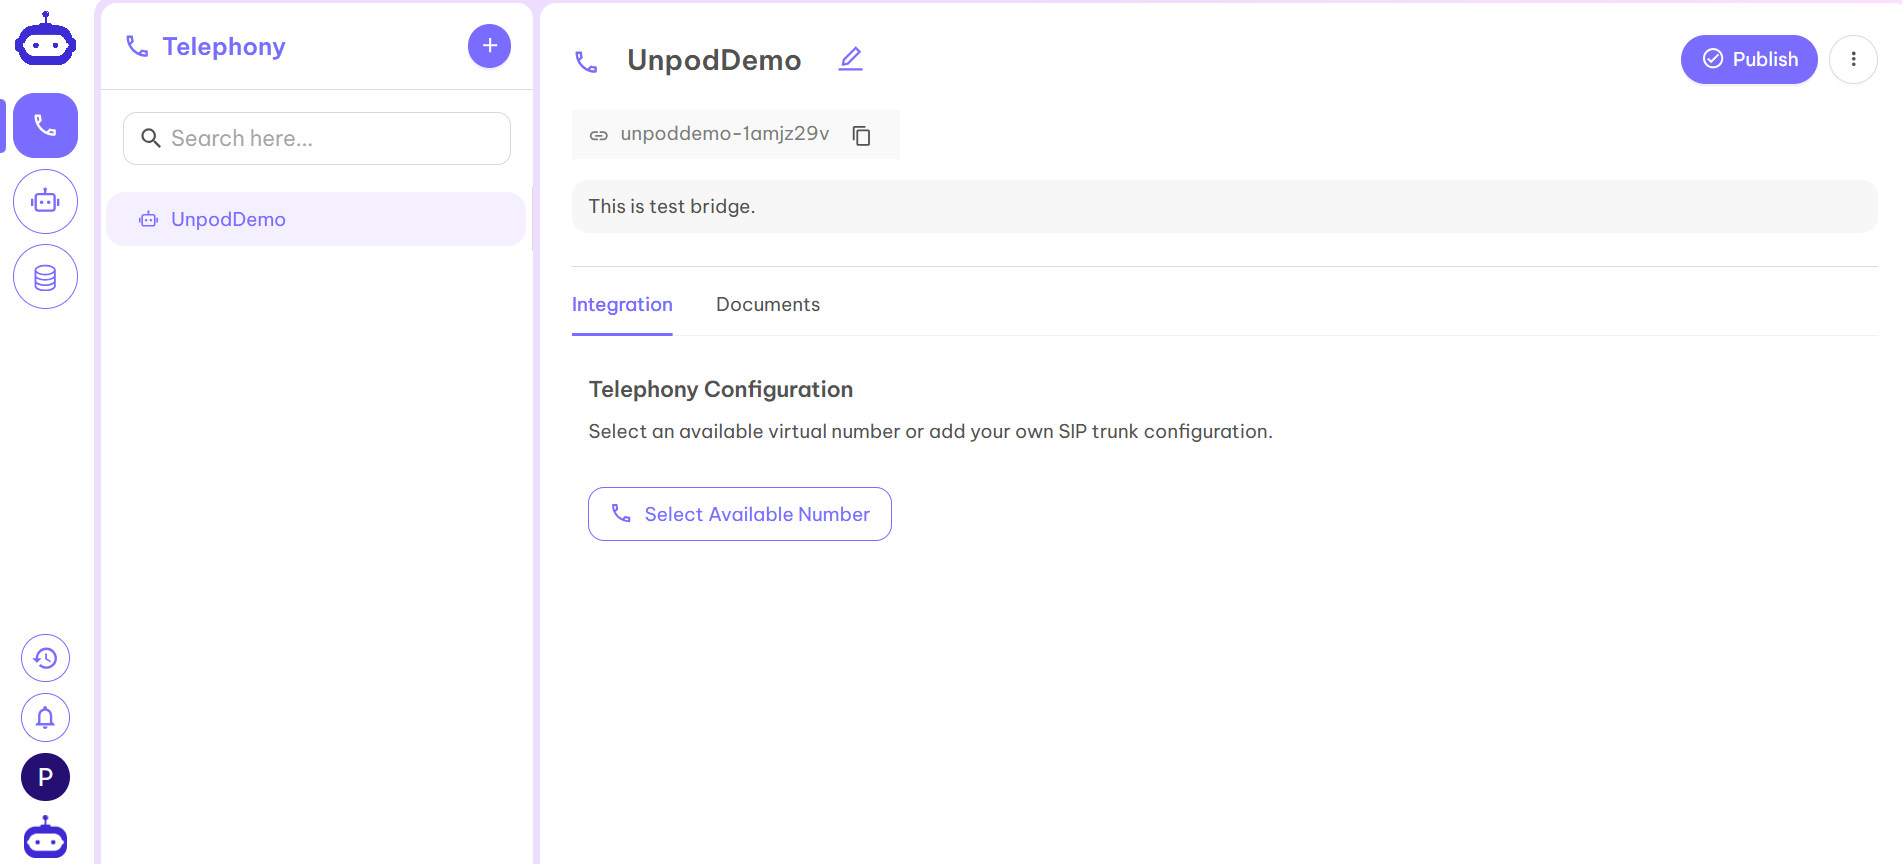 Telephony
Search here...
UnpodDemo
P
UnpodDemo
Publish
unpoddemo-1amjz29v
This is test bridge.
Integration
Documents
Telephony Configuration
Select an available virtual number or add your own SIP trunk configuration.
Select Available Number